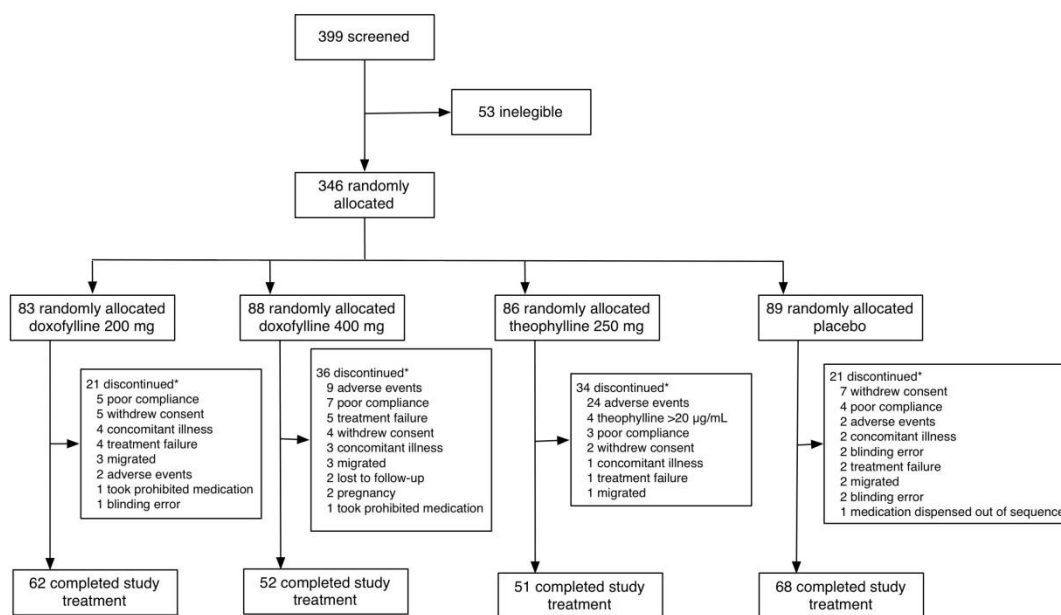 399 screened
53 inelegible
346 randomly
allocated
83 randomly allocated
doxofylline 200 mg
88 randomly allocated
doxofylline 400 mg
86 randomly allocated
theophylline 250 mg
89 randomly allocated
placebo
21 discontinued*
5 poor compliance
5 withdrew consent
4 concomitant illness
4 treatment failure
3 migrated
2 adverse events
1 took prohibited medication
1 blinding error
36 discontinued*
9 adverse events
7 poor compliance
5 treatment failure
4 withdrew consent
3 concomitant illness
3 migrated
2 lost to follow-up
2 pregnancy
1 took prohibited medication
34 discontinued*
24 adverse events
4 theophylline >20 µg/mL
3 poor compliance
2 withdrew consent
1 concomitant illness
1 treatment failure
1 migrated
21 discontinued*
7 withdrew consent
4 poor compliance
2 adverse events
2 concomitant illness
2 blinding error
2 treatment failure
2 migrated
2 blinding error
1 medication dispensed out of sequence
62 completed study
treatment
52 completed study
treatment
51 completed study
treatment
68 completed study
treatment